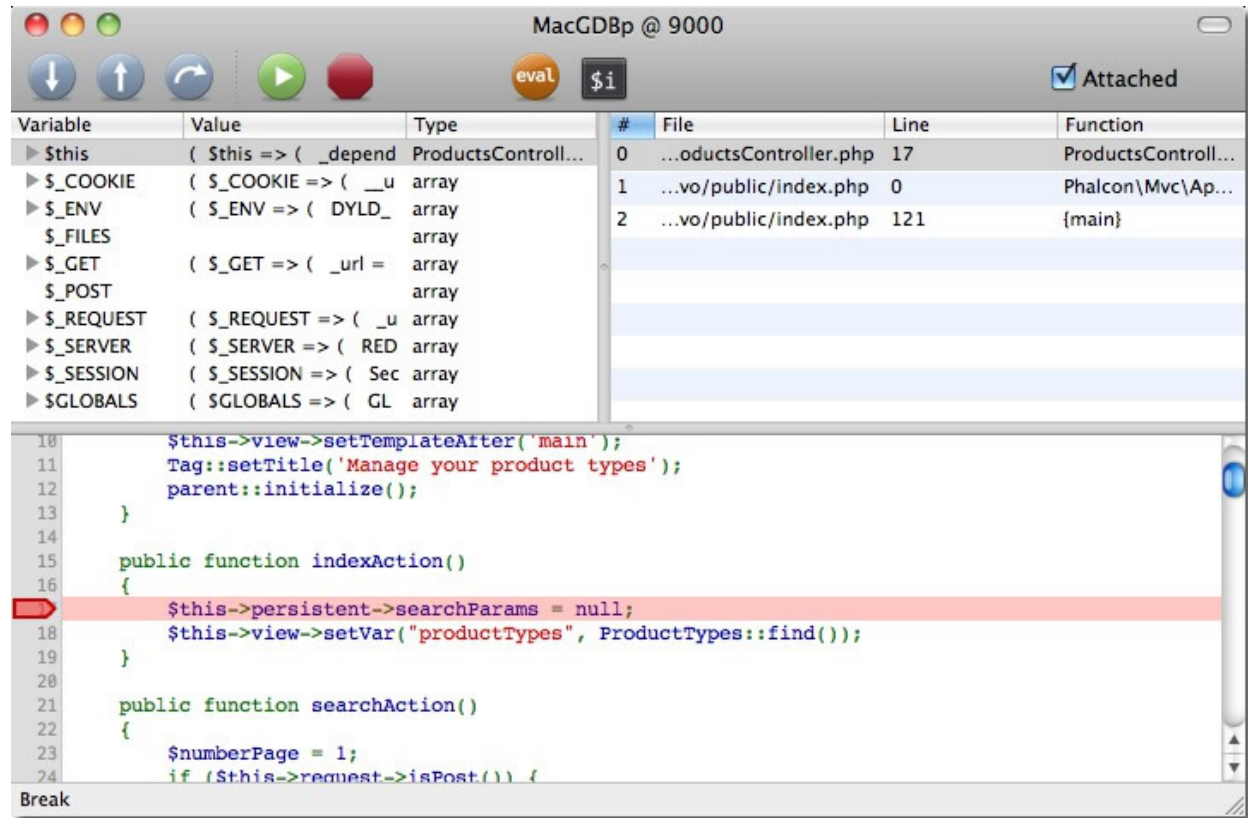 MacGDBp @ 9000
eval $i Attached
Variable Value Type # File Line Function
$this ( $this => ( _depend ProductsControll... 0 ...oductsController.php 17 ProductsControll...
$_COOKIE ( $_COOKIE => ( __u array 1 ...vo/public/index.php 0 Phalcon\Mvc\Ap...
$_ENV ( $_ENV => ( DYLD_ array 2 ...vo/public/index.php 121 {main}
$_FILES array
$_GET ( $_GET => ( _url = array
$_POST array
$_REQUEST ( $_REQUEST => ( _u array
$_SERVER ( $_SERVER => ( RED array
$_SESSION ( $_SESSION => ( Sec array
$GLOBALS ( $GLOBALS => ( GL array
10 $this->view->setTemplateAfter('main');
11 Tag::setTitle('Manage your product types');
12 parent::initialize();
13 }
14
15 public function indexAction()
16 {
$this->persistent->searchParams = null;
18 $this->view->setVar("productTypes", ProductTypes::find());
19 }
20
21 public function searchAction()
22 {
23 $numberPage = 1;
24 if ($this->request->isPost()) {
Break